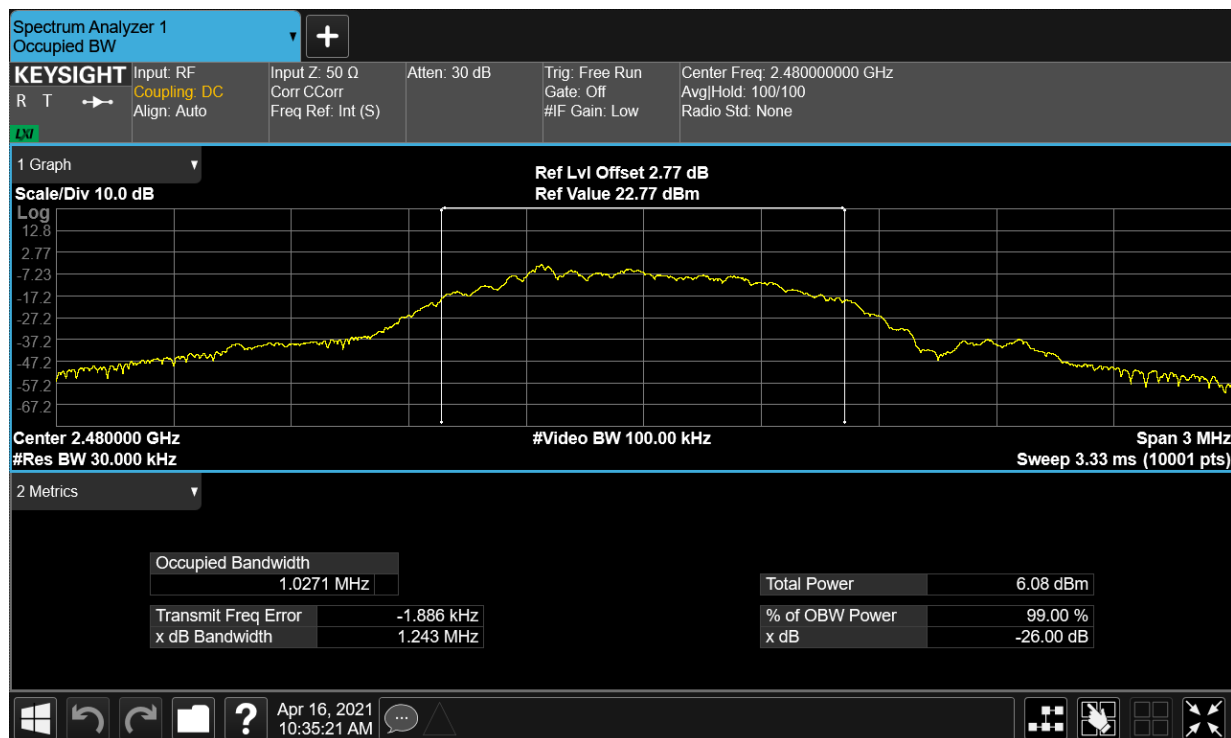 Spectrum Analyzer 1
Occupied BW
KEYSIGHT
R T
LXI
Input: RF
Coupling: DC
Align: Auto
Input Z: 50 Ω
Corr CCorr
Freq Ref: Int (S)
Atten: 30 dB
Trig: Free Run
Gate: Off
#IF Gain: Low
Center Freq: 2.480000000 GHz
Avg|Hold: 100/100
Radio Std: None
1 Graph
Scale/Div 10.0 dB
Ref Lvl Offset 2.77 dB
Ref Value 22.77 dBm
Log
12.8
2.77
-7.23
-17.2
-27.2
-37.2
-47.2
-57.2
-67.2
Center 2.480000 GHz
#Video BW 100.00 kHz
Span 3 MHz
#Res BW 30.000 kHz
Sweep 3.33 ms (10001 pts)
2 Metrics
Occupied Bandwidth
1.0271 MHz
Total Power 6.08 dBm
Transmit Freq Error -1.886 kHz
% of OBW Power 99.00 %
x dB Bandwidth 1.243 MHz
x dB -26.00 dB
?
Apr 16, 2021
10:35:21 AM